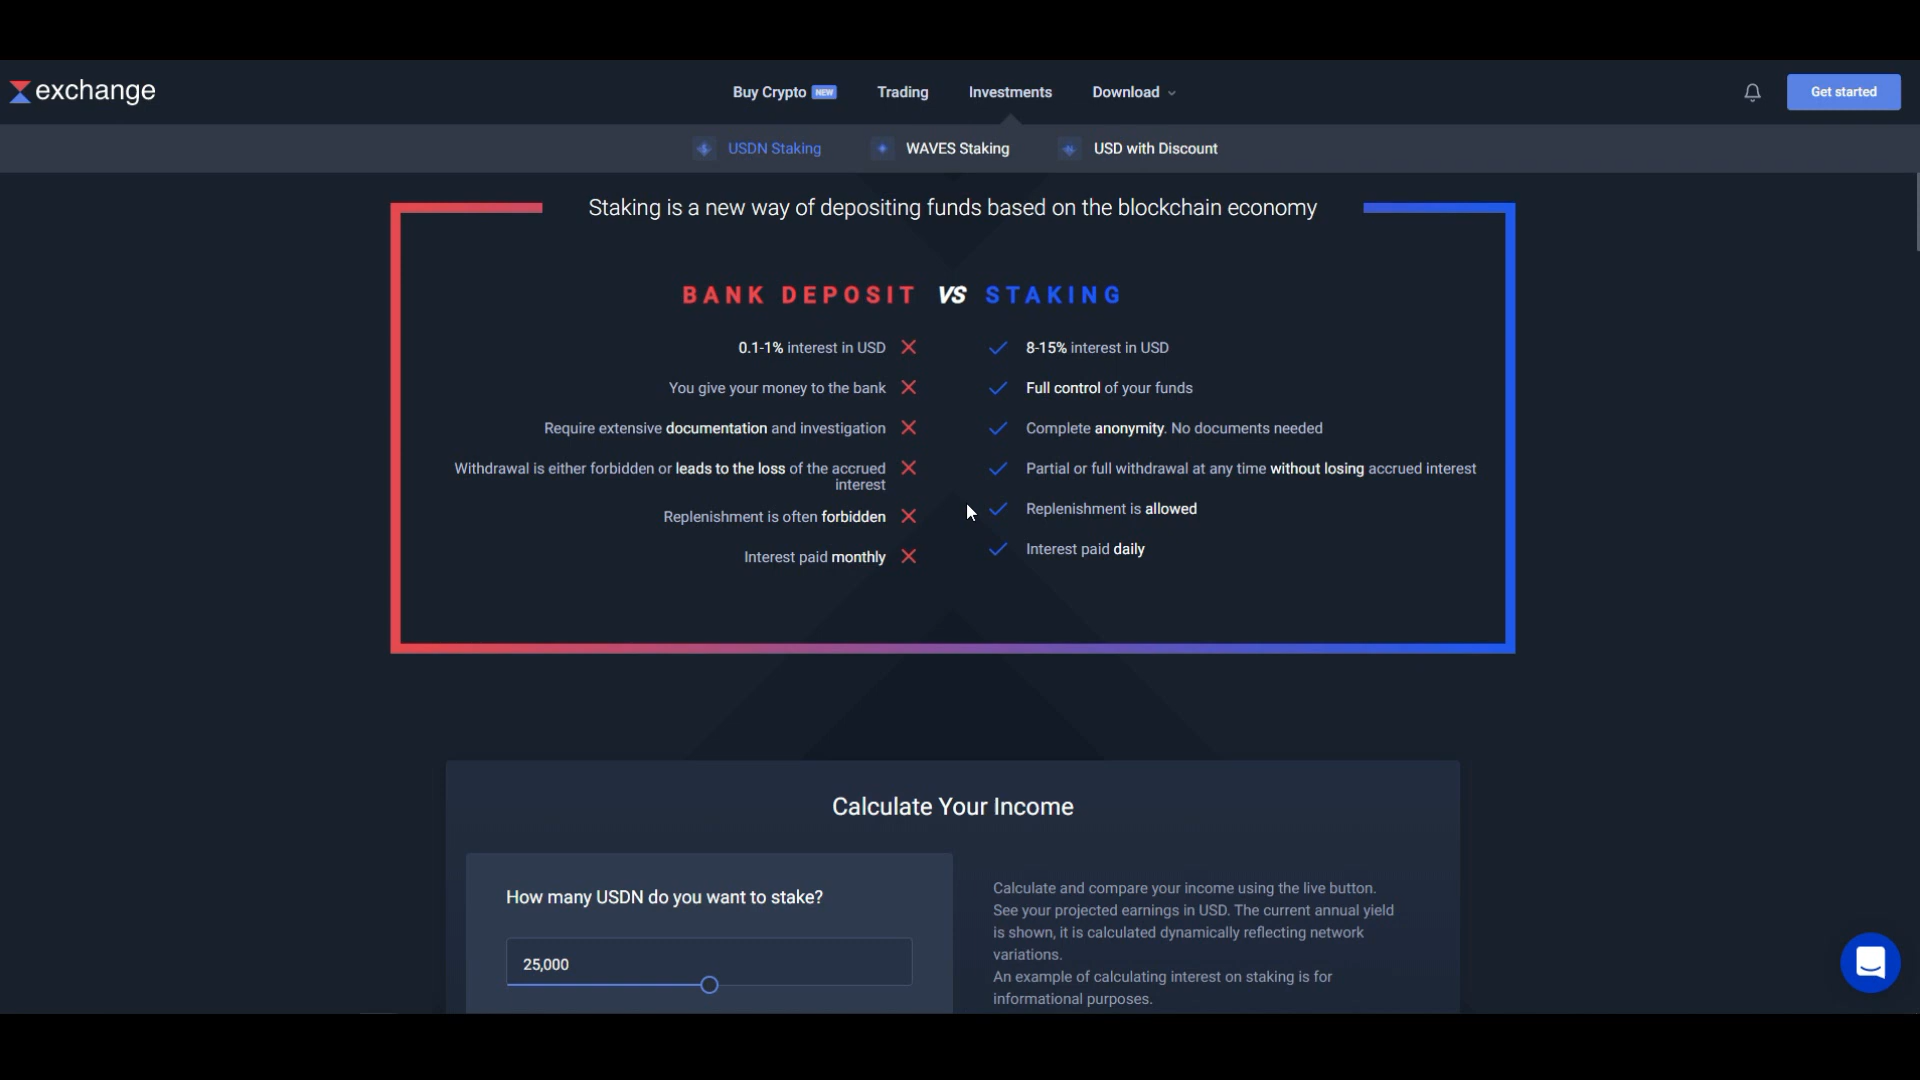 exchange
Buy Crypto NEW Trading Investments Download Get started
USDN Staking WAVES Staking USD with Discount
Staking is a new way of depositing funds based on the blockchain economy
BANK DEPOSIT VS STAKING
0.1-1% interest in USD
You give your money to the bank
Require extensive documentation and investigation
Withdrawal is either forbidden or leads to the loss of the accrued
interest
Replenishment is often forbidden
Interest paid monthly
8-15% interest in USD
Full control of your funds
Complete anonymity. No documents needed
Partial or full withdrawal at any time without losing accrued interest
Replenishment is allowed
Interest paid daily
Calculate Your Income
How many USDN do you want to stake?
25,000
Calculate and compare your income using the live button.
See your projected earnings in USD. The current annual yield
is shown, it is calculated dynamically reflecting network
variations.
An example of calculating interest on staking is for
informational purposes.